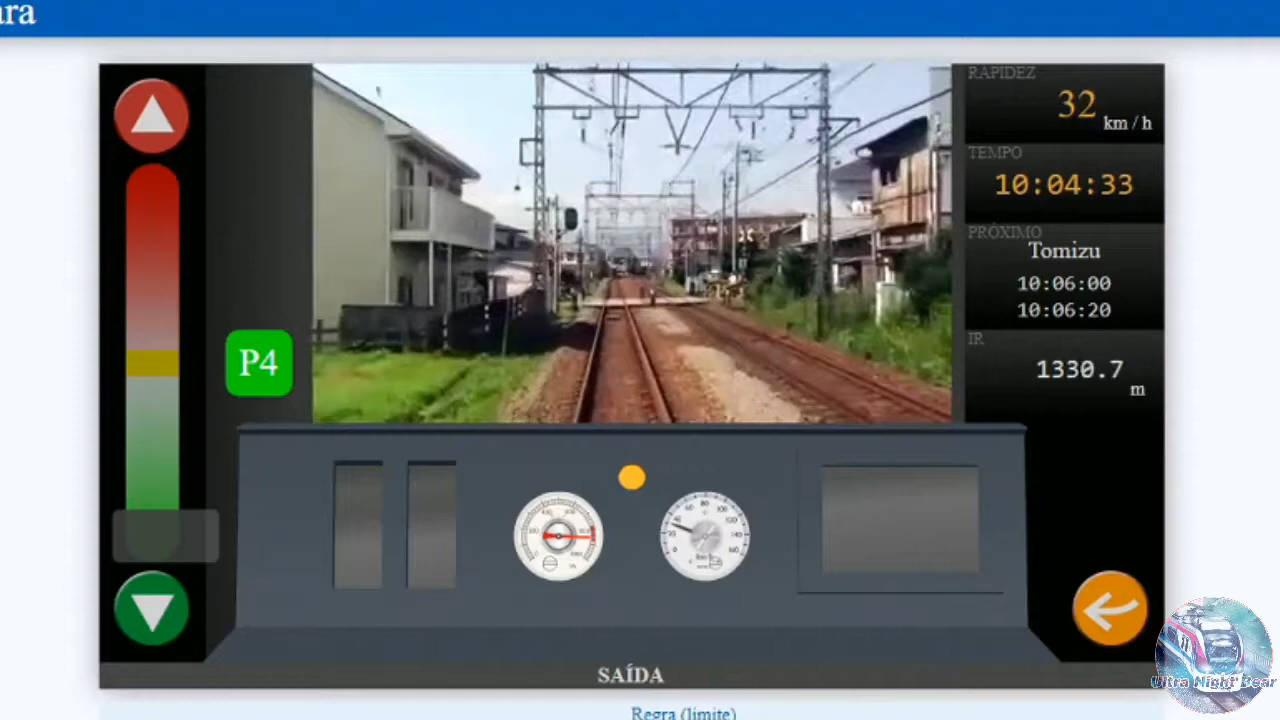 ara
RAPIDEZ
32
km / h
TEMPO
10:04:33
PRÓXIMO
Tomizu
10:06:00
10:06:20
IR
1330.7
m
P4
SAÍDA
Regra (limite)
Ultra Night Bear